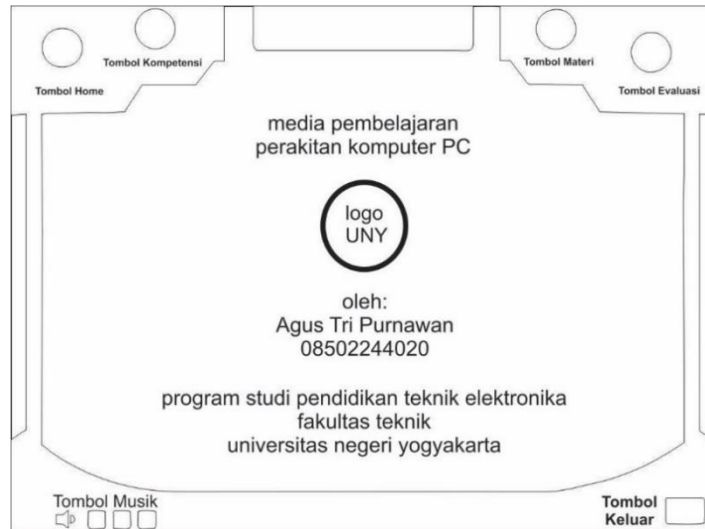 Tombol Home
Tombol Kompetensi
Tombol Materi
Tombol Evaluasi
media pembelajaran
perakitan komputer PC
logo
UNY
oleh:
Agus Tri Purnawan
08502244020
program studi pendidikan teknik elektronika
fakultas teknik
universitas negeri yogyakarta
Tombol Musik
Tombol
Keluar